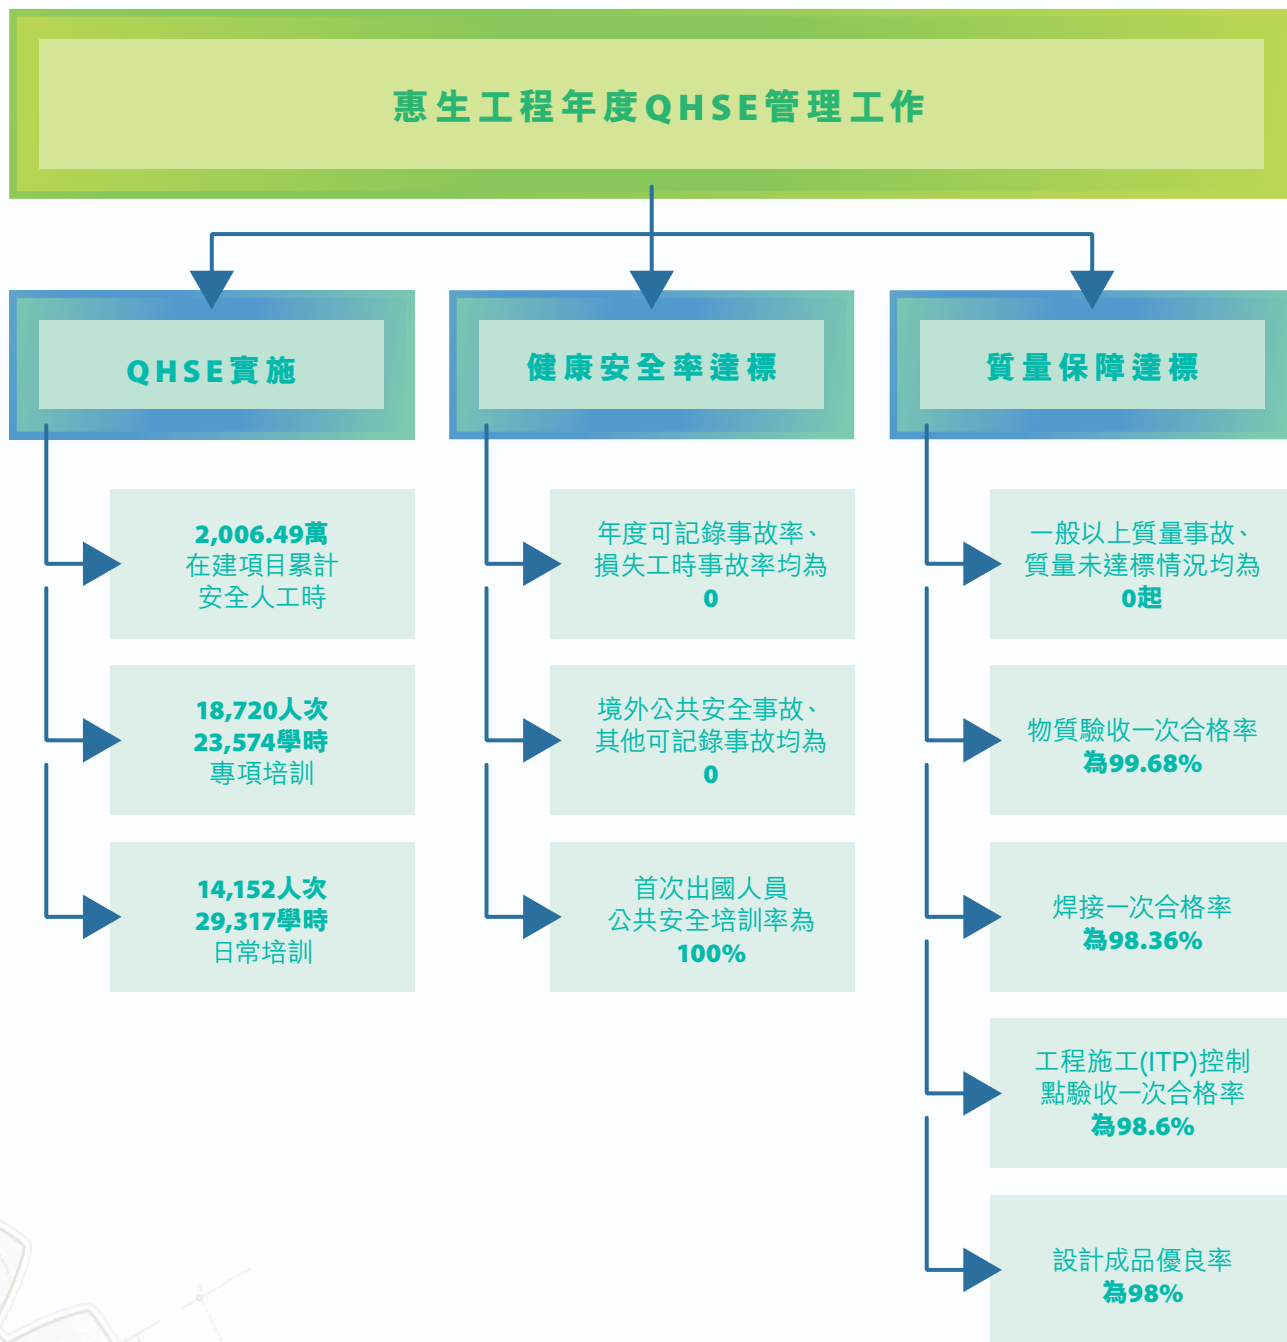 惠生工程年度QHSE管理工作
QHSE實施
2,006.49萬
在建項目累計
安全人工時
18,720人次
23,574學時
專項培訓
14,152人次
29,317學時
日常培訓
健康安全率達標
年度可記錄事故率、
損失工時事故率均為
0
境外公共安全事故、
其他可記錄事故均為
0
首次出國人員
公共安全培訓率為
100%
質量保障達標
一般以上質量事故、
質量未達標情況均為
0起
物質驗收一次合格率
為99.68%
焊接一次合格率
為98.36%
工程施工(ITP)控制
點驗收一次合格率
為98.6%
設計成品優良率
為98%